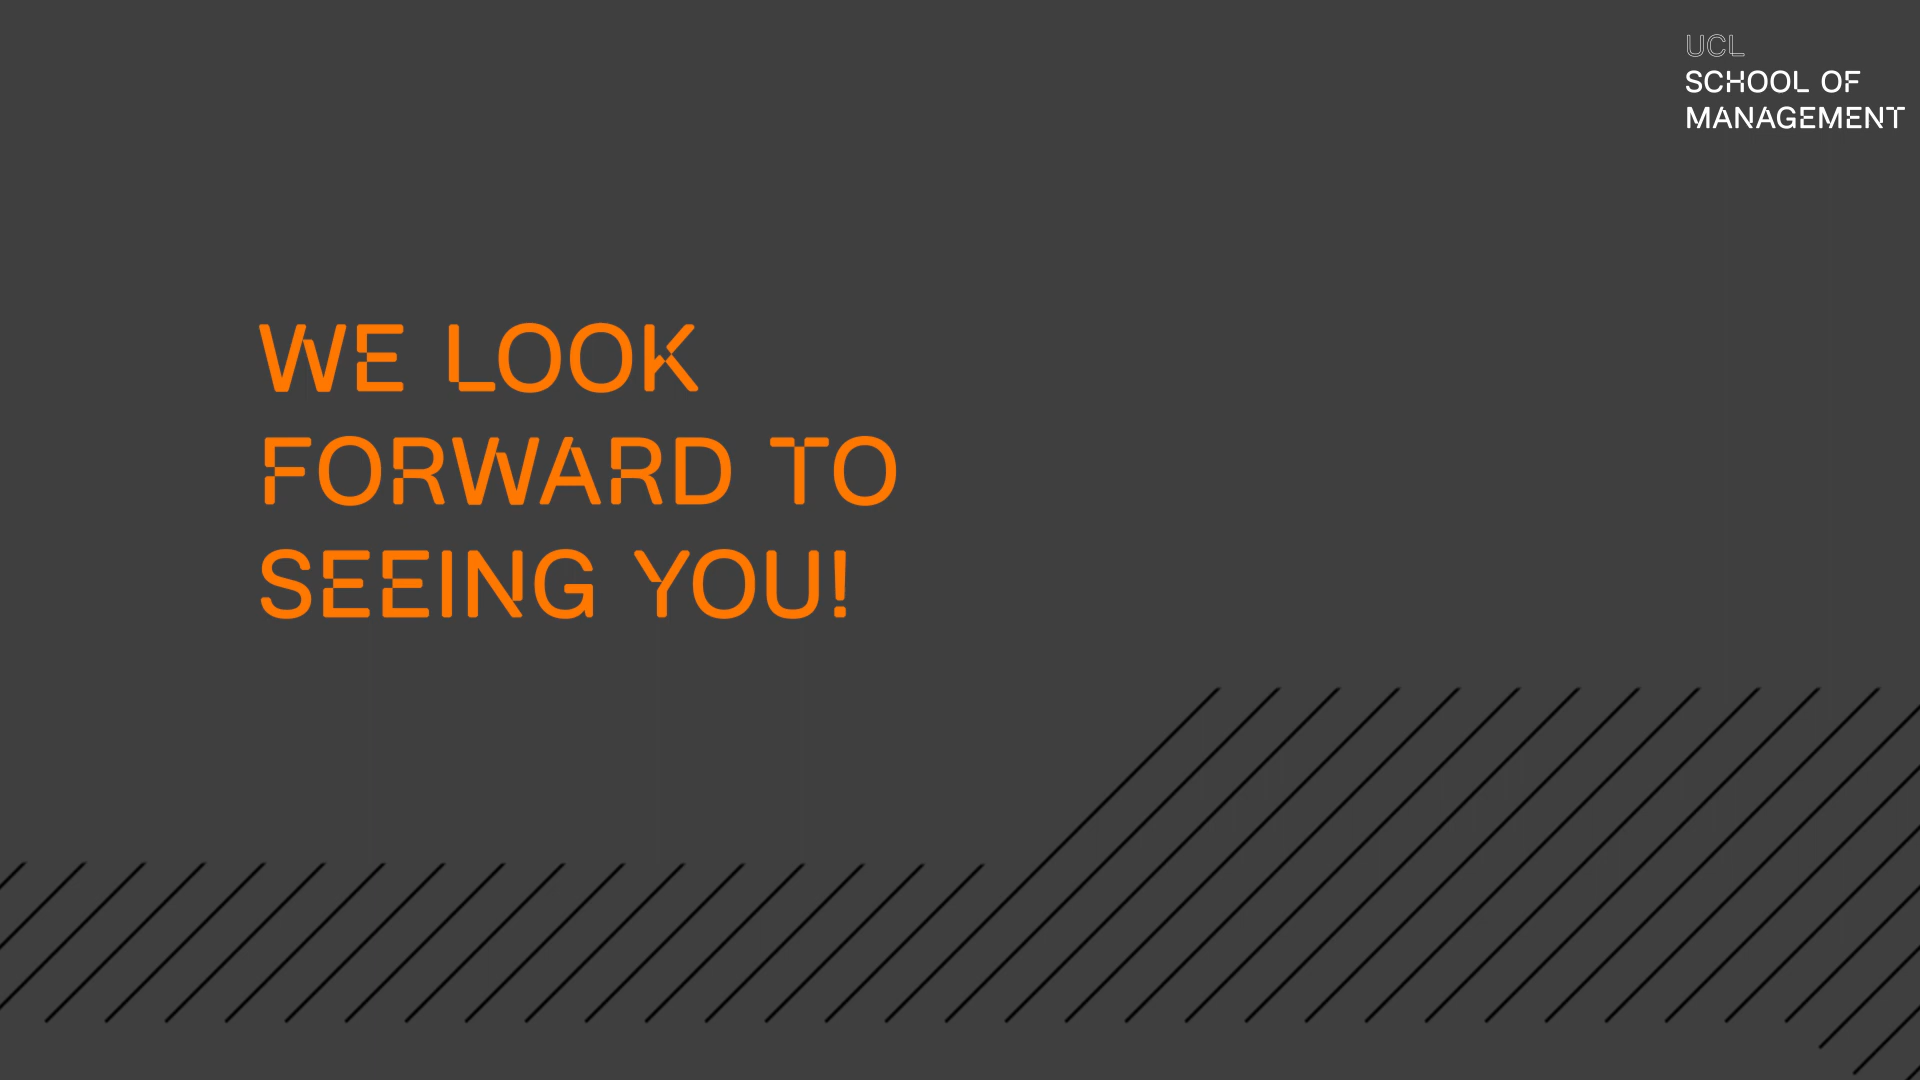 UCL
SCHOOL OF
MANAGEMENT
WE LOOK
FORWARD TO
SEEING YOU!